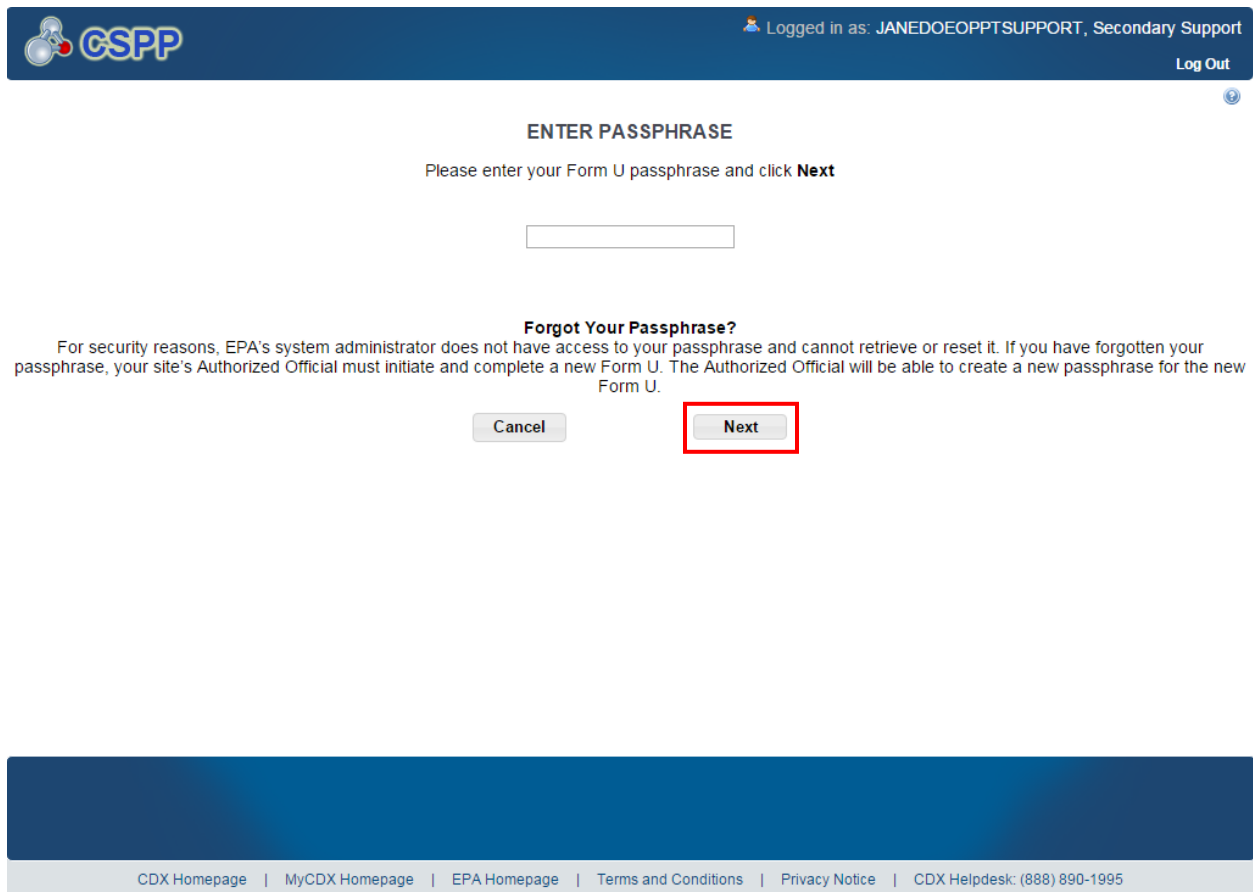 CSPP
Logged in as: JANEDOEOPPTSUPPORT, Secondary Support
Log Out
ENTER PASSPHRASE
Please enter your Form U passphrase and click Next
Forgot Your Passphrase?
For security reasons, EPA's system administrator does not have access to your passphrase and cannot retrieve or reset it. If you have forgotten your
passphrase, your site's Authorized Official must initiate and complete a new Form U. The Authorized Official will be able to create a new passphrase for the new
Form U.
Cancel Next
CDX Homepage | MyCDX Homepage | EPA Homepage | Terms and Conditions | Privacy Notice | CDX Helpdesk: (888) 890-1995